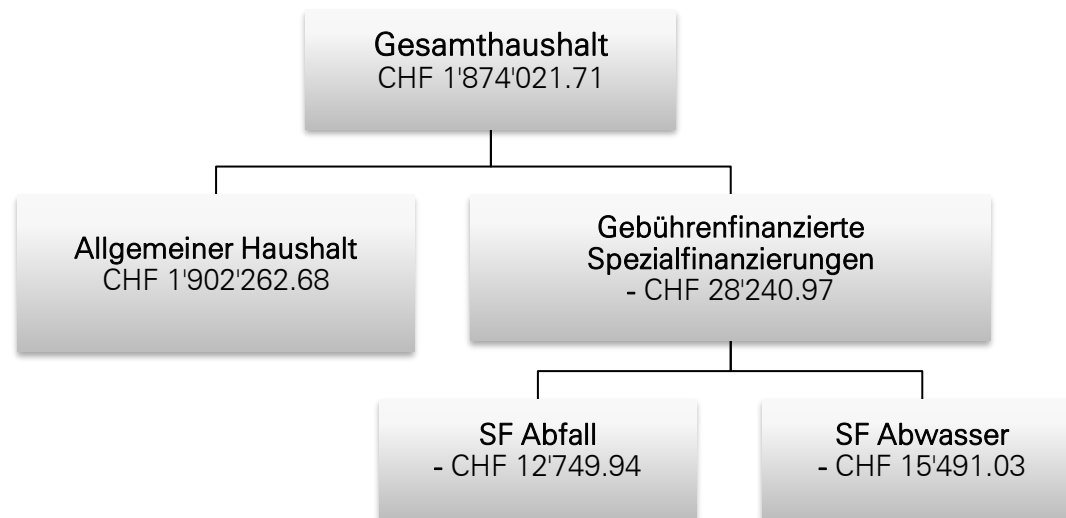 Gesamthaushalt
CHF 1'874'021.71
Allgemeiner Haushalt
CHF 1'902'262.68
Gebührenfinanzierte
Spezialfinanzierungen
- CHF 28'240.97
SF Abfall
- CHF 12'749.94
SF Abwasser
- CHF 15'491.03